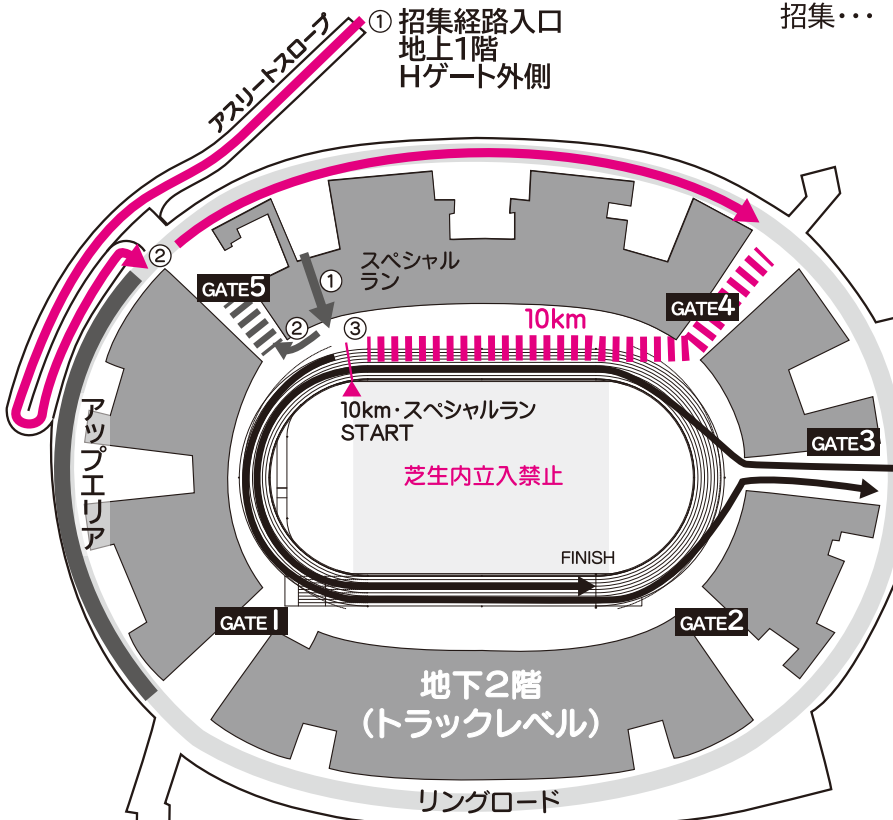 ① 招集経路入口
地上1階
Hゲート外側
招集･･･
アスリートスロープ
②
スペシャル
ラン
①
GATE5
②
③
10km
GATE4
10km･スペシャルラン
START
GATE3
芝生内立入禁止
アップエリア
FINISH
GATE1
GATE2
地下2階
（トラックレベル）
リングロード